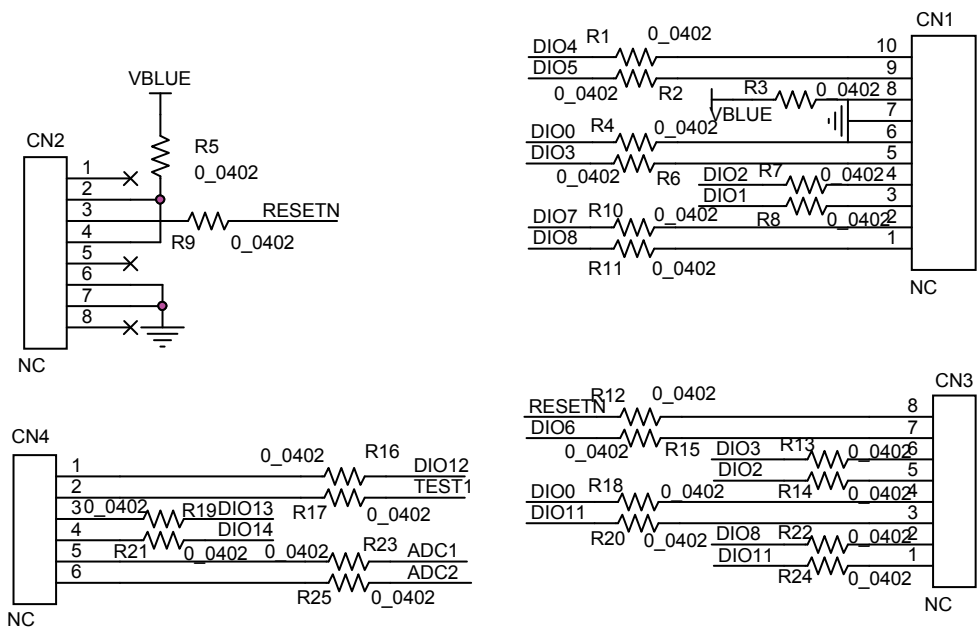 VBLUE
CN2
R5
0_0402
1
2
3
4
5
6
7
8
RESETN
R9
0_0402
NC
CN1
DIO4
R1
0_0402
10
DIO5
0_0402
R2
9
VBLUE
R3
0_0402
8
7
DIO0
R4
0_0402
6
DIO3
0_0402
R6
5
DIO2
R7
0_0402
4
DIO1
R8
0_0402
3
DIO7
R10
0_0402
2
DIO8
R11
0_0402
1
NC
CN4
1
0_0402
R16
DIO12
2
R17
0_0402
TEST1
3
0_0402
R19
DIO13
4
R21
0_0402
DIO14
5
0_0402
R23
ADC1
6
R25
0_0402
ADC2
NC
CN3
RESETN
R12
0_0402
8
DIO6
0_0402
R15
7
DIO3
R13
0_0402
6
DIO2
R14
0_0402
5
DIO0
R18
0_0402
4
DIO11
R20
0_0402
3
DIO8
R22
0_0402
2
DIO11
R24
0_0402
1
NC